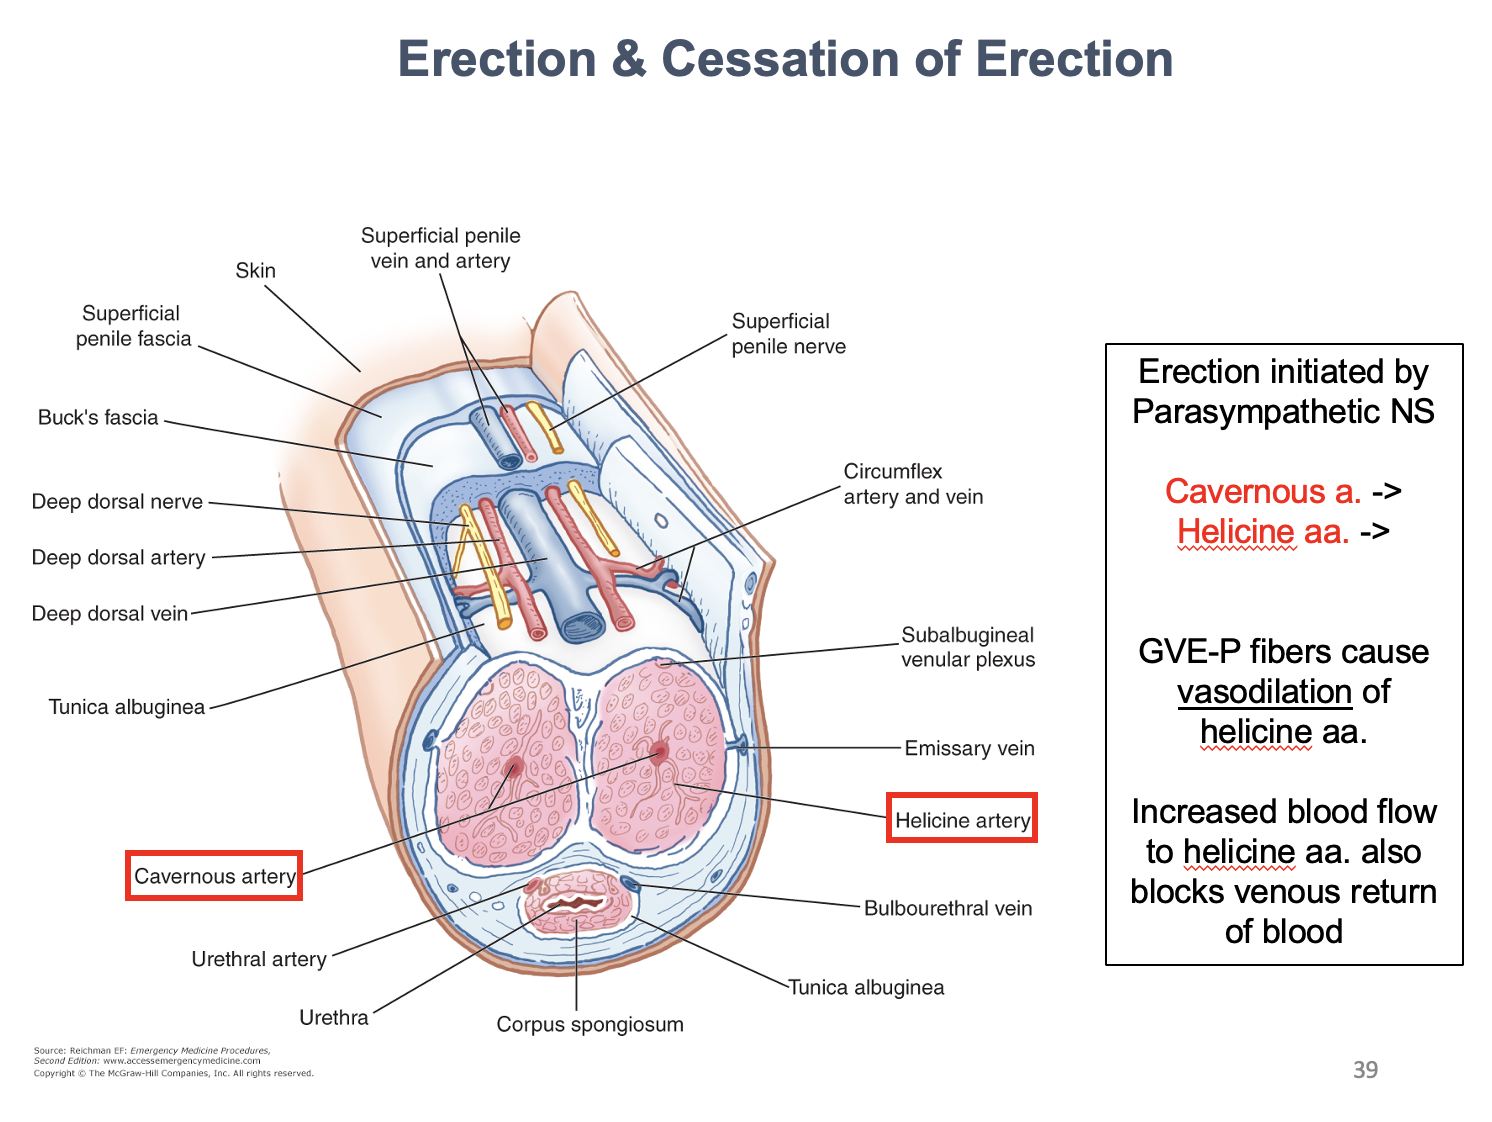 Erection & Cessation of Erection
Superficial penile
vein and artery
Skin
Superficial
penile fascia
Superficial
penile nerve
Buck's fascia
Circumflex
artery and vein
Deep dorsal nerve
Deep dorsal artery
Deep dorsal vein
Subalbugineal
venular plexus
Tunica albuginea
Emissary vein
Helicine artery
Cavernous artery
Bulbourethral vein
Urethral artery
Tunica albuginea
Urethra
Corpus spongiosum
Erection initiated by
Parasympathetic NS
Cavernous a. ->
Helicine aa. ->
GVE-P fibers cause
vasodilation of
helicine aa.
Increased blood flow
to helicine aa. also
blocks venous return
of blood
Source: Reichman EF: Emergency Medicine Procedures,
Second Edition: www.accessemergencymedicine.com
Copyright © The McGraw-Hill Companies, Inc. All rights reserved.
39